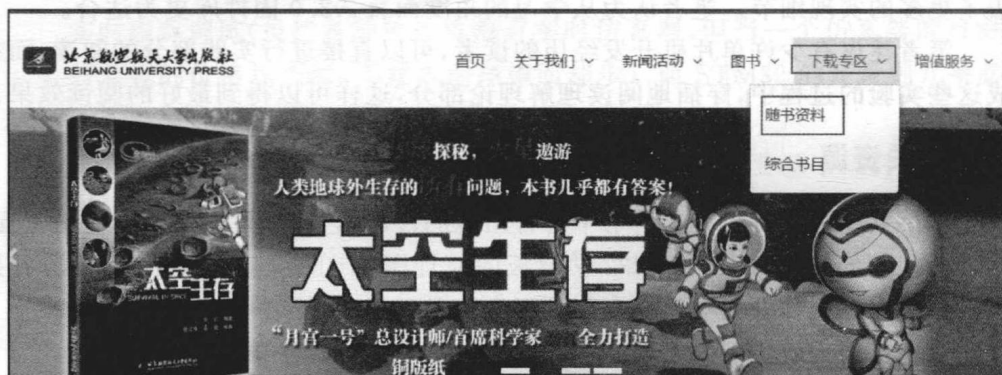 北京航空航天大学出版社
BEIHANG UNIVERSITY PRESS
首页 关于我们 新闻活动 图书 下载专区 增值服务
随书资料
综合书目
探秘， 遨游
人类地球外生存的 问题，本书几乎都有答案！
太空生存
太空
生存
“月宫一号”总设计师/首席科学家 全力打造
铜版纸